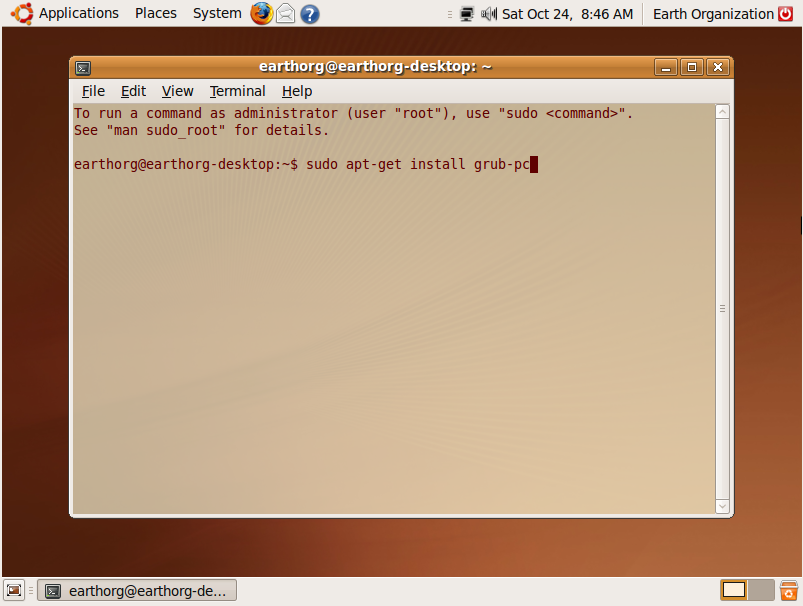 Applications Places System Sat Oct 24, 8:46 AM Earth Organization
earthorg@earthorg-desktop: ~
File Edit View Terminal Help
To run a command as administrator (user "root"), use "sudo <command>".
See "man sudo_root" for details.
earthorg@earthorg-desktop:~$ sudo apt-get install grub-pc
earthorg@earthorg-de...